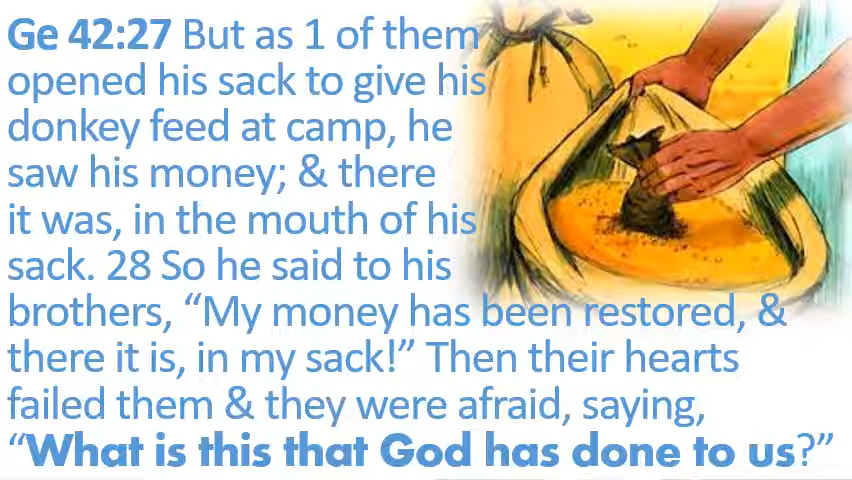 Ge 42:27 But as 1 of them
opened his sack to give his
donkey feed at camp, he
saw his money; & there
it was, in the mouth of his
sack. 28 So he said to his
brothers, “My money has been restored, &
there it is, in my sack!” Then their hearts
failed them & they were afraid, saying,
“What is this that God has done to us?”